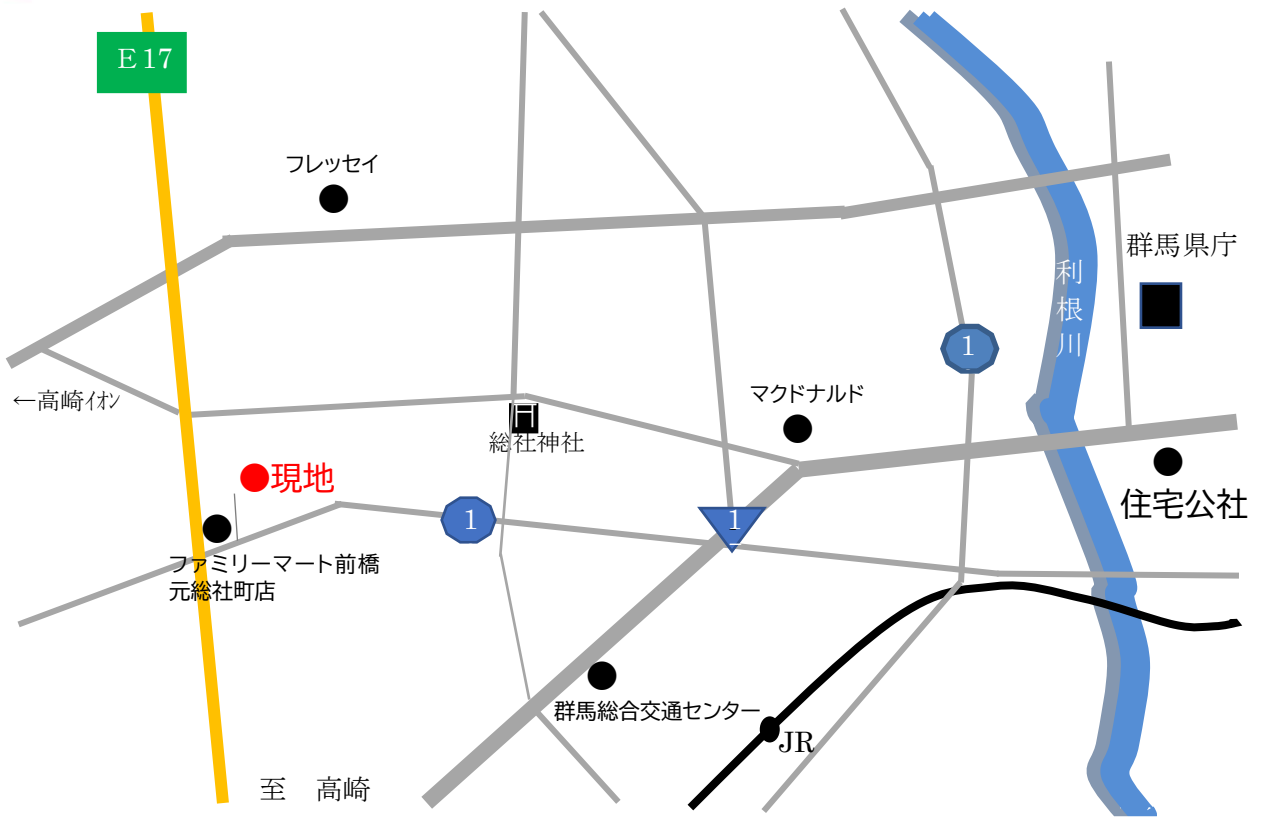 E17
フレッセイ
群馬県庁
利根川
1
←高崎イオン
マクドナルド
H
総社神社
現地
1
1
住宅公社
ファミリーマート前橋
元総社町店
群馬総合交通センター
JR
至 高崎